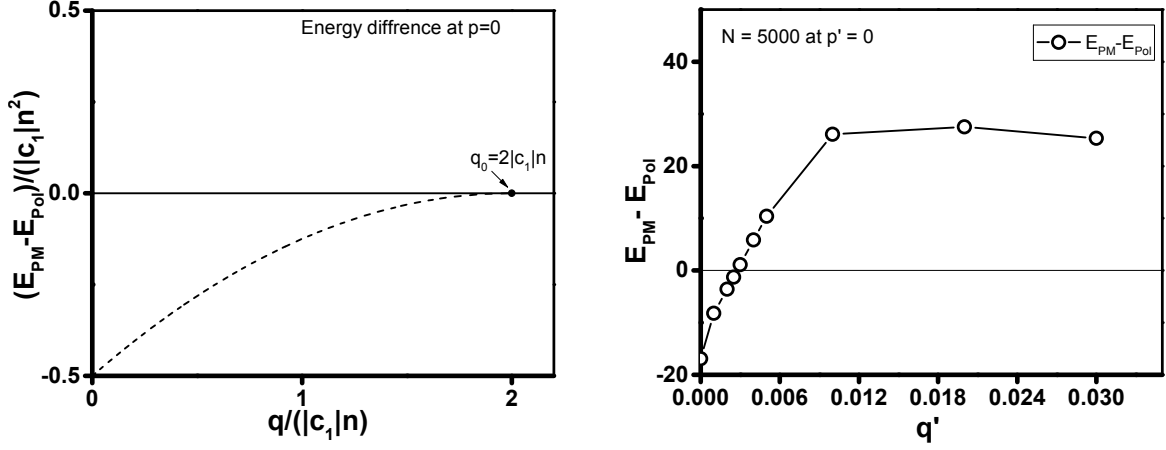 Energy diffrence at p=0
(E_PM-E_Pol)/(|c_1|n^2)
0.5
0.0
-0.5
q_0=2|c_1|n
0
1
2
q/(|c_1|n)
N = 5000 at p' = 0
E_PM-E_Pol
E_PM- E_Pol
40
20
0
-20
0.000
0.006
0.012
0.018
0.024
0.030
q'